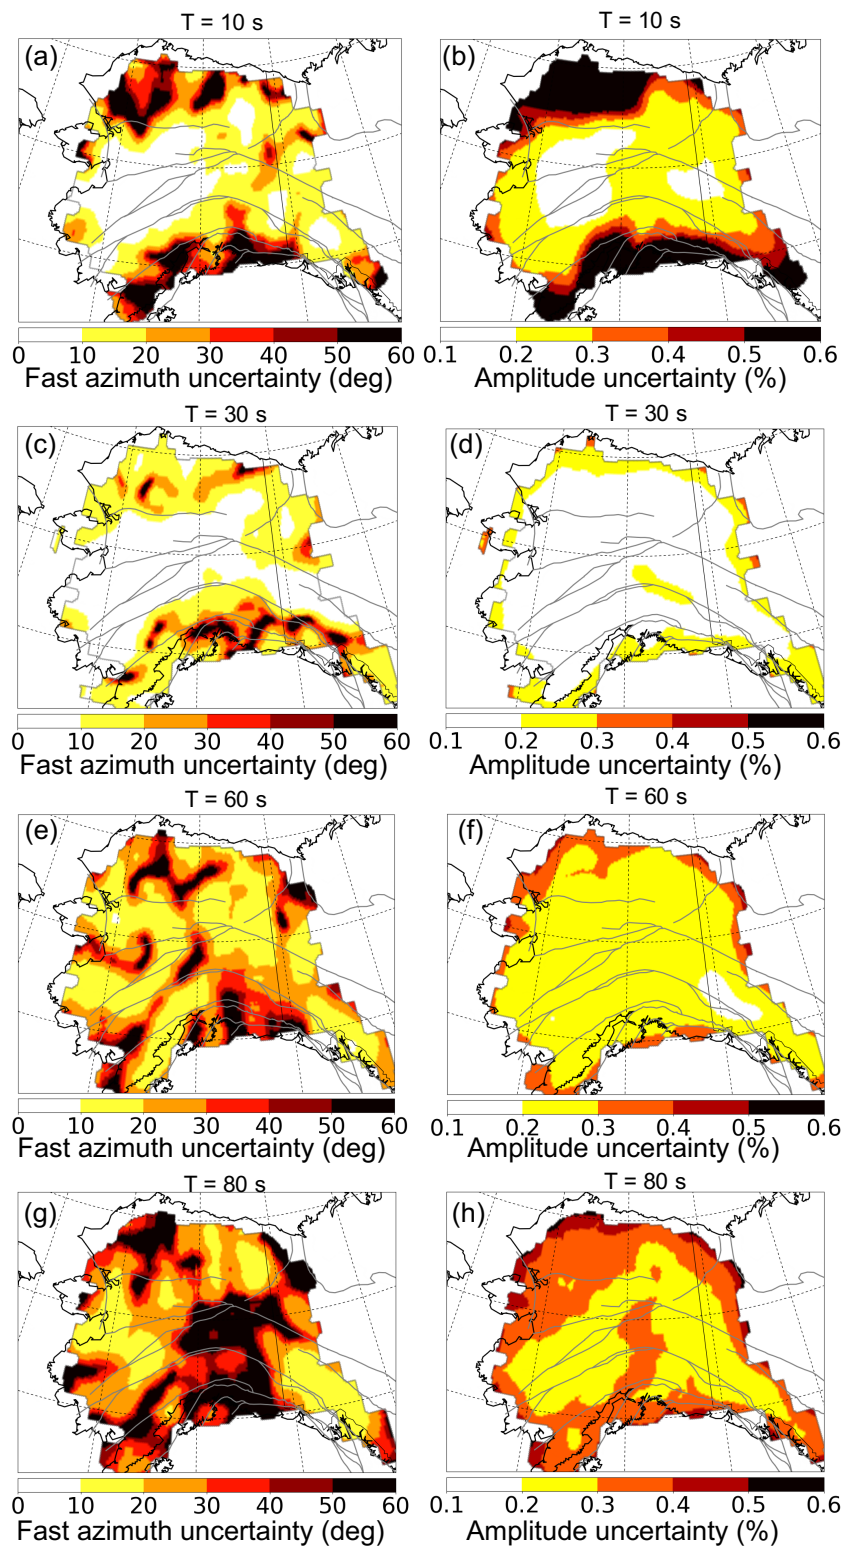 T = 10 s T = 10 s
(a) (b)
0 10 20 30 40 50 60 0.1 0.2 0.3 0.4 0.5 0.6
Fast azimuth uncertainty (deg) Amplitude uncertainty (%)
T = 30 s T = 30 s
(c) (d)
0 10 20 30 40 50 60 0.1 0.2 0.3 0.4 0.5 0.6
Fast azimuth uncertainty (deg) Amplitude uncertainty (%)
T = 60 s T = 60 s
(e) (f)
0 10 20 30 40 50 60 0.1 0.2 0.3 0.4 0.5 0.6
Fast azimuth uncertainty (deg) Amplitude uncertainty (%)
T = 80 s T = 80 s
(g) (h)
0 10 20 30 40 50 60 0.1 0.2 0.3 0.4 0.5 0.6
Fast azimuth uncertainty (deg) Amplitude uncertainty (%)